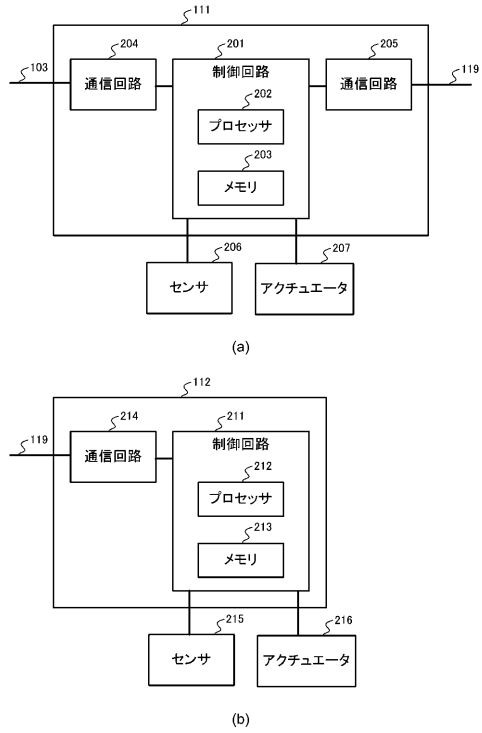 111
204
201
205
103
通信回路
制御回路
通信回路
119
202
プロセッサ
203
メモリ
206
207
センサ
アクチュエータ
(a)
112
214
211
119
通信回路
制御回路
212
プロセッサ
213
メモリ
215
216
センサ
アクチュエータ
(b)